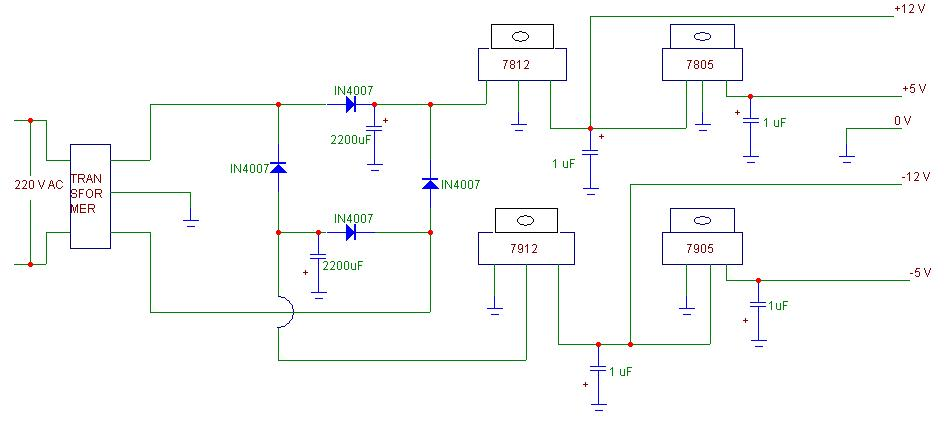 +12 V
7812
7805
IN4007
+5 V
+
+
2200uF
+
1 uF
0 V
1 uF
IN4007
220 V AC
TRAN
SFOR
MER
IN4007
-12 V
IN4007
7912
7905
2200uF
+
-5 V
1uF
+
1 uF
+